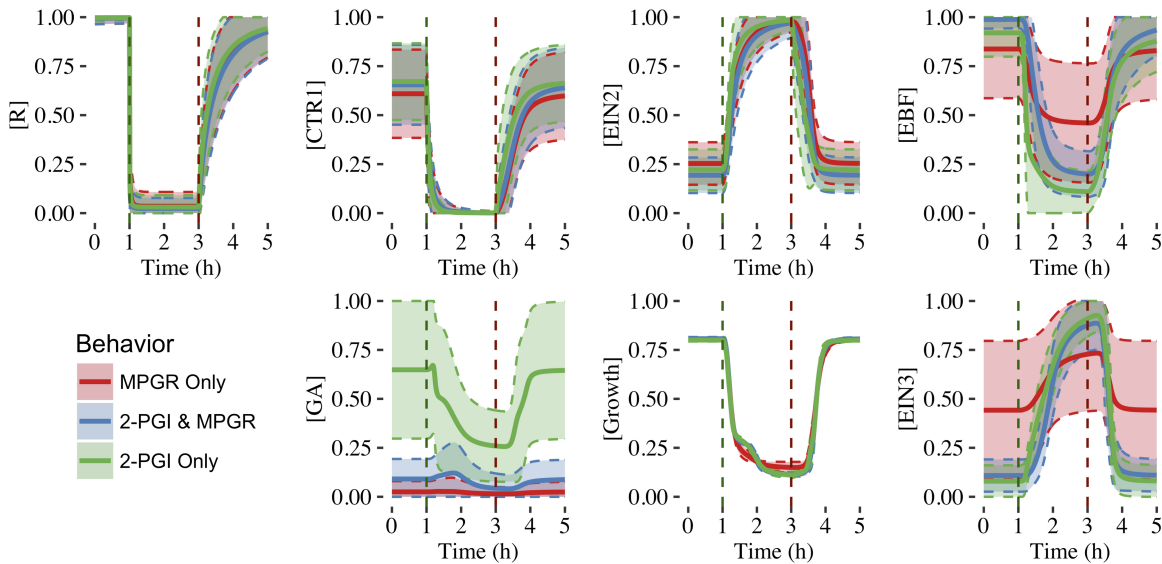 [R]
1.00
0.75
0.50
0.25
0.00
0 1 2 3 4 5
Time (h)
[CTR1]
1.00
0.75
0.50
0.25
0.00
0 1 2 3 4 5
Time (h)
[EIN2]
1.00
0.75
0.50
0.25
0.00
0 1 2 3 4 5
Time (h)
[EBF]
1.00
0.75
0.50
0.25
0.00
0 1 2 3 4 5
Time (h)
Behavior
MPGR Only
2-PGI & MPGR
2-PGI Only
[GA]
1.00
0.75
0.50
0.25
0.00
0 1 2 3 4 5
Time (h)
[Growth]
1.00
0.75
0.50
0.25
0.00
0 1 2 3 4 5
Time (h)
[EIN3]
1.00
0.75
0.50
0.25
0.00
0 1 2 3 4 5
Time (h)